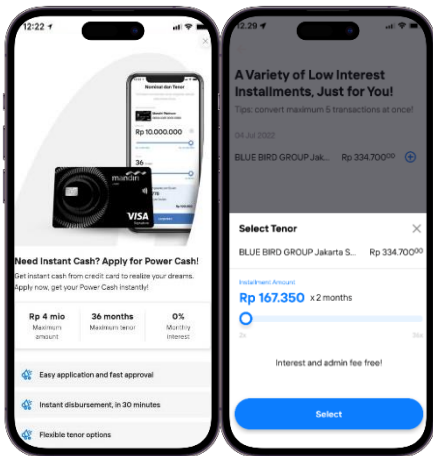 12:22
Nominal dan Tenor
Rp 10.000.000
36
mandiri
VISA
Need Instant Cash? Apply for Power Cash!
Get instant cash from credit card to realize your dreams.
Apply now, get your Power Cash instantly!
Rp 4 mio
Maximum
amount
36 months
Maximum tenor
0%
Monthly
interest
Easy application and fast approval
Instant disbursement, in 30 minutes
Flexible tenor options
12.29
A Variety of Low Interest
Installments, Just for You!
Tips: convert maximum 5 transactions at once!
04 Jul 2022
BLUE BIRD GROUP Jak... Rp 334.700⁰⁰
Select Tenor
BLUE BIRD GROUP Jakarta S... Rp 334.700⁰⁰
Installment Amount
Rp 167.350 x 2 months
2x
36x
Interest and admin fee free!
Select